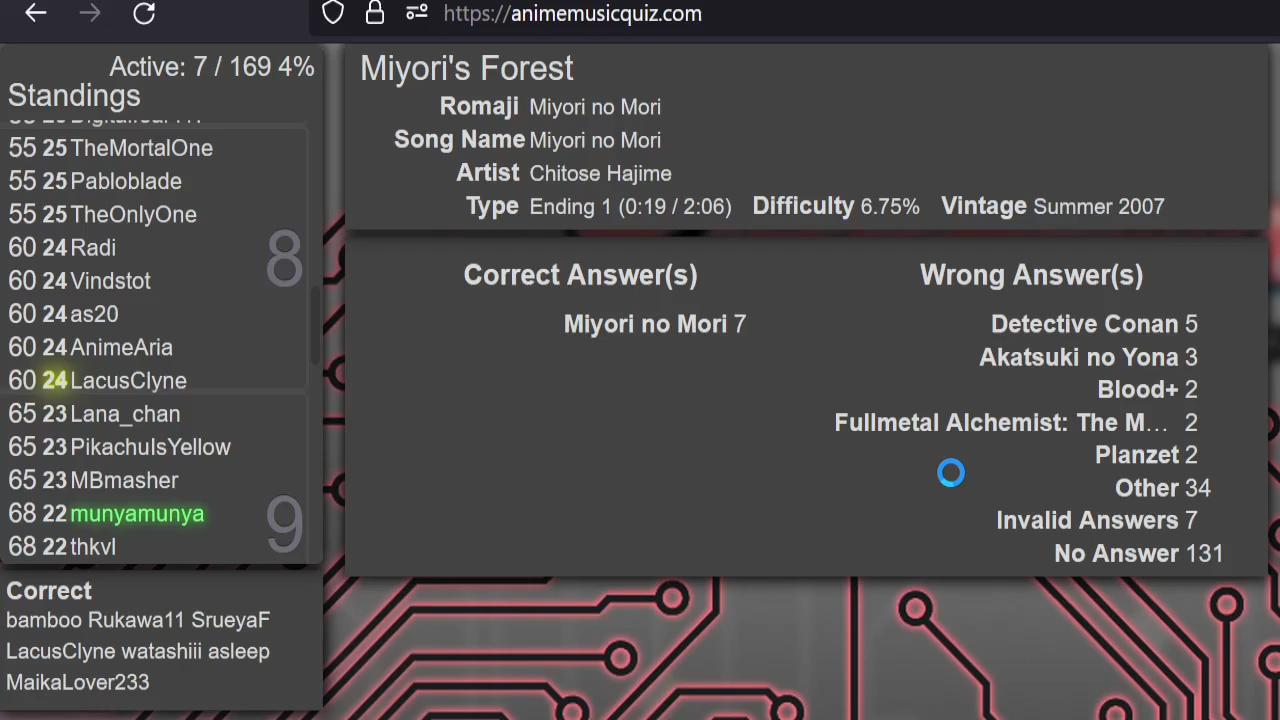 https://animemusicquiz.com
Active: 7 / 169 4%
Standings
55 25 TheMortalOne
55 25 Pabloblade
55 25 TheOnlyOne
60 24 Radi
8
60 24 Vindstot
60 24 as20
60 24 AnimeAria
60 24 LacusClyne
65 23 Lana_chan
65 23 PikachuIsYellow
65 23 MBmasher
68 22 munyamunya
9
68 22 thkvl
Correct
bamboo Rukawa11 SrueyaF
LacusClyne watashiii asleep
MaikaLover233
Miyori's Forest
Romaji Miyori no Mori
Song Name Miyori no Mori
Artist Chitose Hajime
Type Ending 1 (0:19 / 2:06) Difficulty 6.75% Vintage Summer 2007
Correct Answer(s)
Miyori no Mori 7
Wrong Answer(s)
Detective Conan 5
Akatsuki no Yona 3
Blood+ 2
Fullmetal Alchemist: The M... 2
Planzet 2
Other 34
Invalid Answers 7
No Answer 131